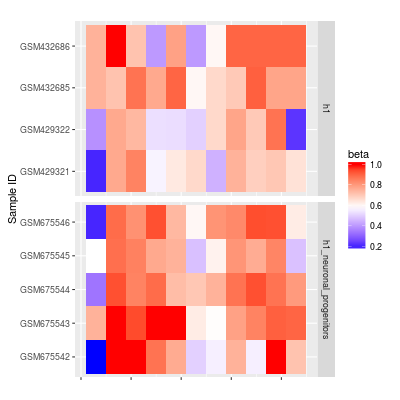 GSM432686
GSM432685
GSM429322
GSM429321
h1
GSM675546
GSM675545
GSM675544
GSM675543
GSM675542
h1_neuronal_progenitors
Sample ID
beta
1.0
0.8
0.6
0.4
0.2